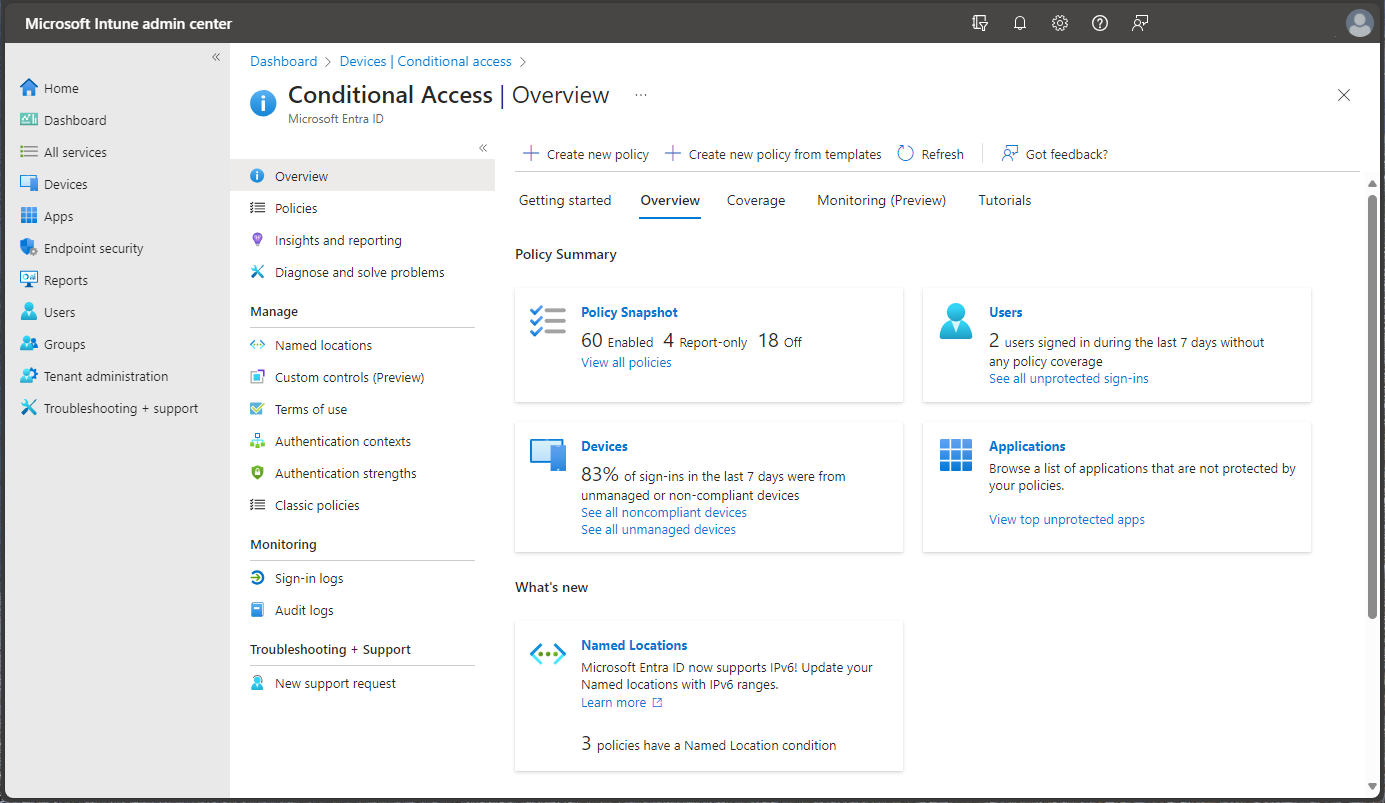 Microsoft Intune admin center
Home
Dashboard
All services
Devices
Apps
Endpoint security
Reports
Users
Groups
Tenant administration
Troubleshooting + support
Dashboard > Devices | Conditional access >
Conditional Access | Overview ...
Microsoft Entra ID
Overview
Policies
Insights and reporting
Diagnose and solve problems
Manage
Named locations
Custom controls (Preview)
Terms of use
Authentication contexts
Authentication strengths
Classic policies
Monitoring
Sign-in logs
Audit logs
Troubleshooting + Support
New support request
Create new policy Create new policy from templates Refresh Got feedback?
Getting started Overview Coverage Monitoring (Preview) Tutorials
Policy Summary
Policy Snapshot
60 Enabled 4 Report-only 18 Off
View all policies
Users
2 users signed in during the last 7 days without
any policy coverage
See all unprotected sign-ins
Devices
83% of sign-ins in the last 7 days were from
unmanaged or non-compliant devices
See all noncompliant devices
See all unmanaged devices
Applications
Browse a list of applications that are not protected by
your policies.
View top unprotected apps
What's new
Named Locations
Microsoft Entra ID now supports IPv6! Update your
Named locations with IPv6 ranges.
Learn more
3 policies have a Named Location condition